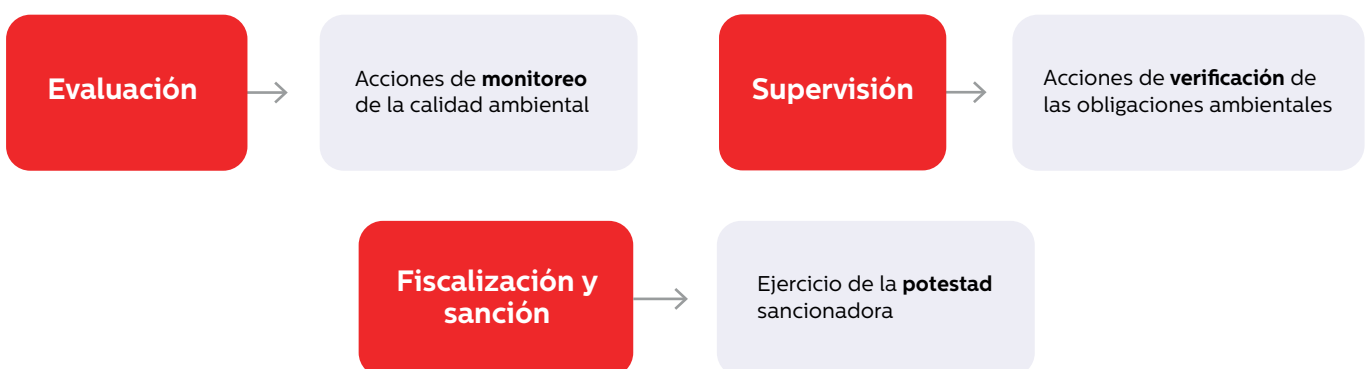 Evaluación
Acciones de monitoreo
de la calidad ambiental
Supervisión
Acciones de verificación de
las obligaciones ambientales
Fiscalización y
sanción
Ejercicio de la potestad
sancionadora